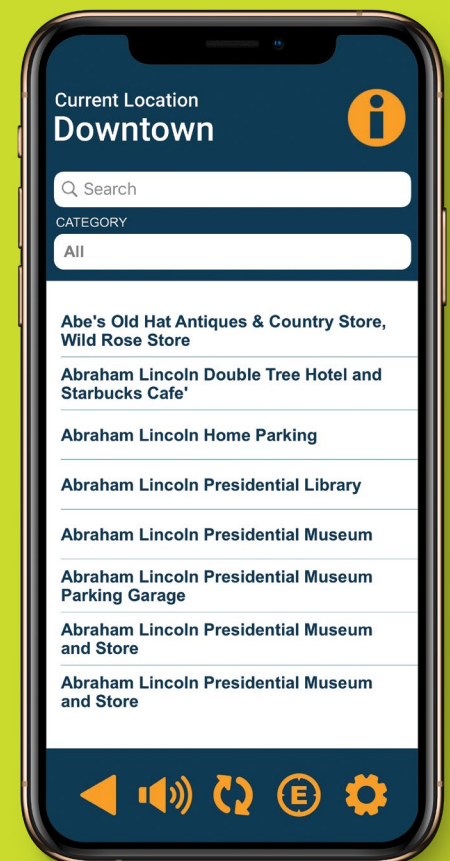 Current Location
Downtown
Search
CATEGORY
All
Abe's Old Hat Antiques & Country Store,
Wild Rose Store
Abraham Lincoln Double Tree Hotel and
Starbucks Cafe'
Abraham Lincoln Home Parking
Abraham Lincoln Presidential Library
Abraham Lincoln Presidential Museum
Abraham Lincoln Presidential Museum
Parking Garage
Abraham Lincoln Presidential Museum
and Store
Abraham Lincoln Presidential Museum
and Store
E